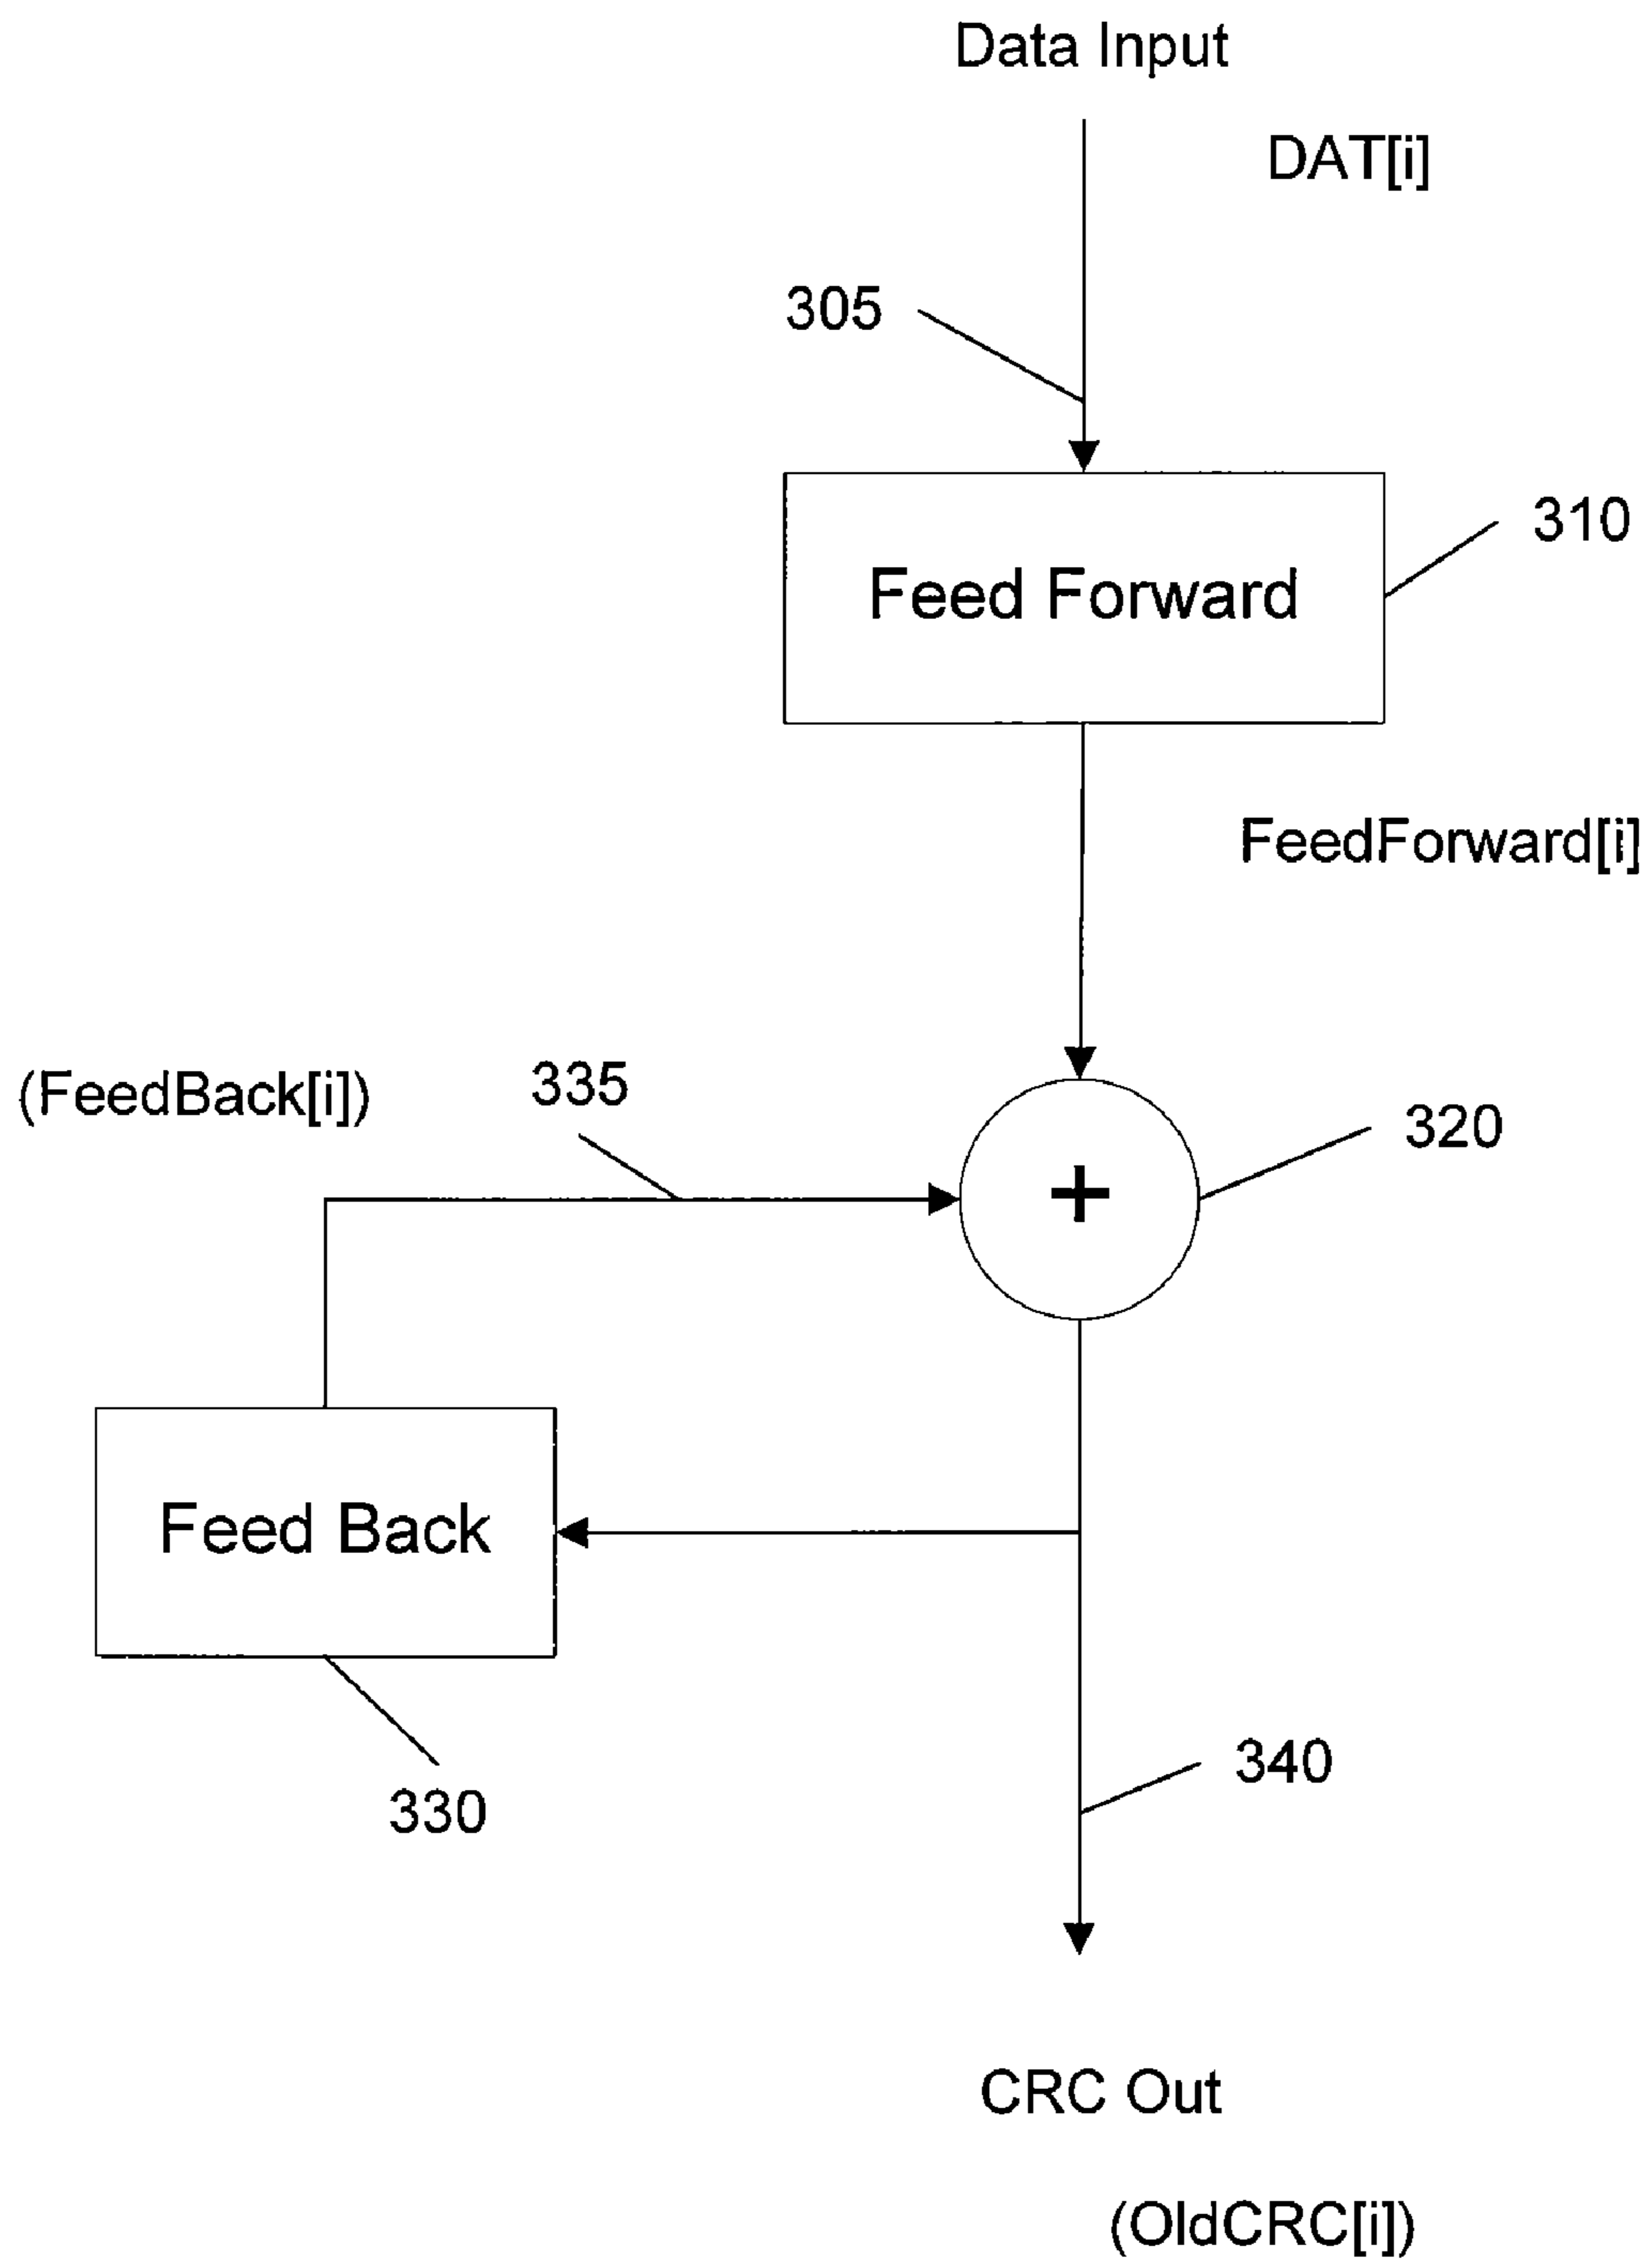 Data Input
DAT[i]
305
310
Feed Forward
FeedForward[i]
(FeedBack[i])
335
320
+
Feed Back
330
340
CRC Out
(OldCRC[i])